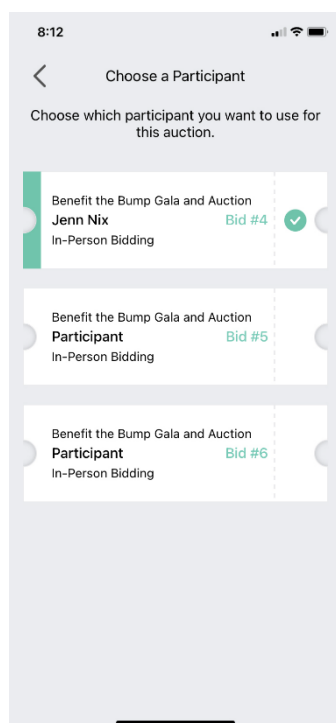 8:12
Choose a Participant
Choose which participant you want to use for
this auction.
Benefit the Bump Gala and Auction
Jenn Nix Bid #4
In-Person Bidding
Benefit the Bump Gala and Auction
Participant Bid #5
In-Person Bidding
Benefit the Bump Gala and Auction
Participant Bid #6
In-Person Bidding